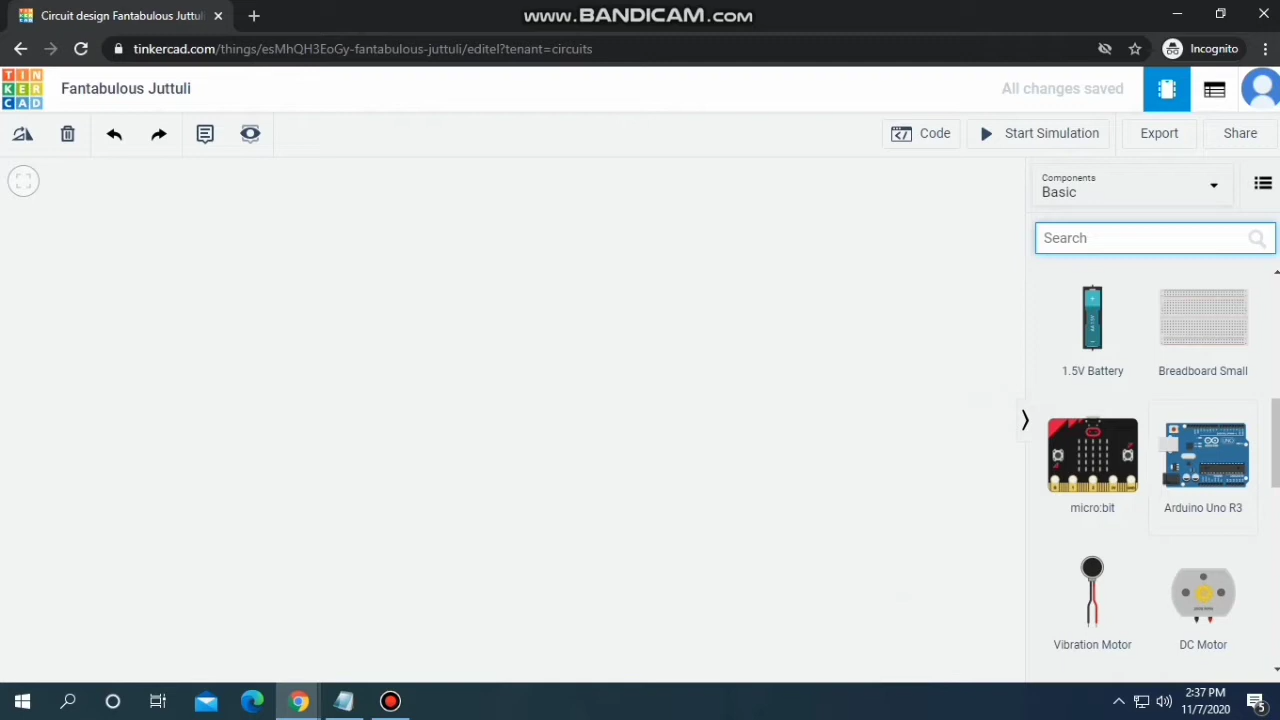 Circuit design Fantabulous Juttuli
www.BANDICAM.com
tinkercad.com/things/esMhQH3EoGy-fantabulous-juttuli/editel?tenant=circuits
Incognito
TIN
KER
CAD
Fantabulous Juttuli
All changes saved
Code
Start Simulation
Export
Share
Components
Basic
Search
1.5V Battery
Breadboard Small
micro:bit
Arduino Uno R3
Vibration Motor
DC Motor
2:37 PM
11/7/2020
5